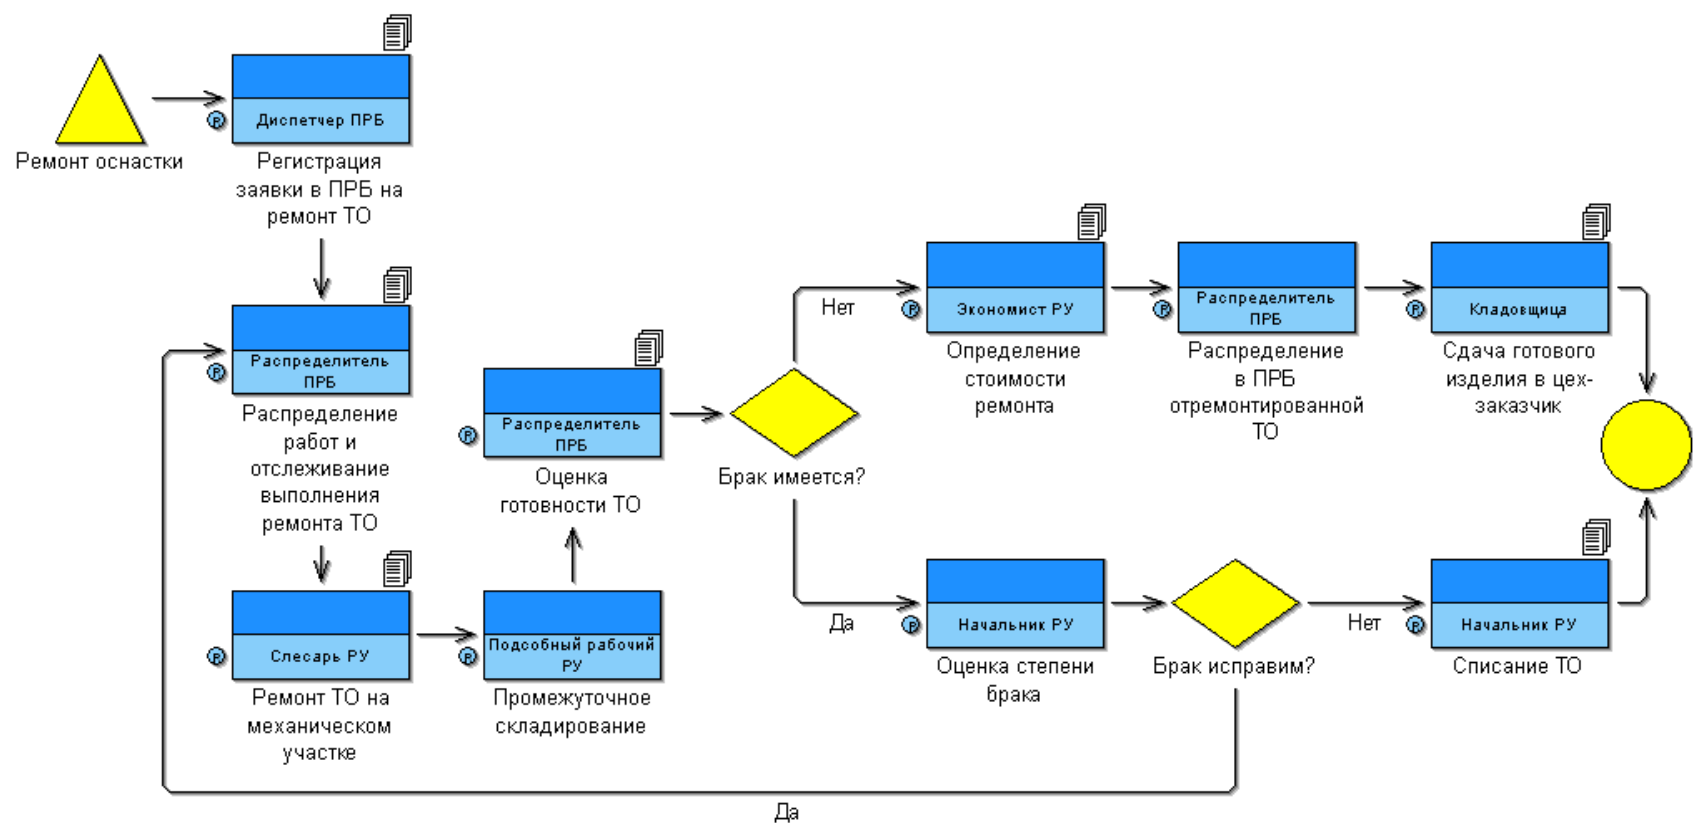 Диспетчер ПРБ
Ремонт оснастки
Регистрация
заявки в ПРБ на
ремонт ТО
Распределитель
ПРБ
Распределение
работ и
отслеживание
выполнения
ремонта ТО
Слесарь РУ
Ремонт ТО на
механическом
участке
Подсобный рабочий
РУ
Промежуточное
складирование
Распределитель
ПРБ
Оценка
готовности ТО
Брак имеется?
Нет
Экономист РУ
Определение
стоимости
ремонта
Распределитель
ПРБ
Распределение
в ПРБ
отремонтированной
ТО
Кладовщица
Сдача готового
изделия в цех-
заказчик
Да
Начальник РУ
Оценка степени
брака
Брак исправим?
Нет
Начальник РУ
Списание ТО
Да